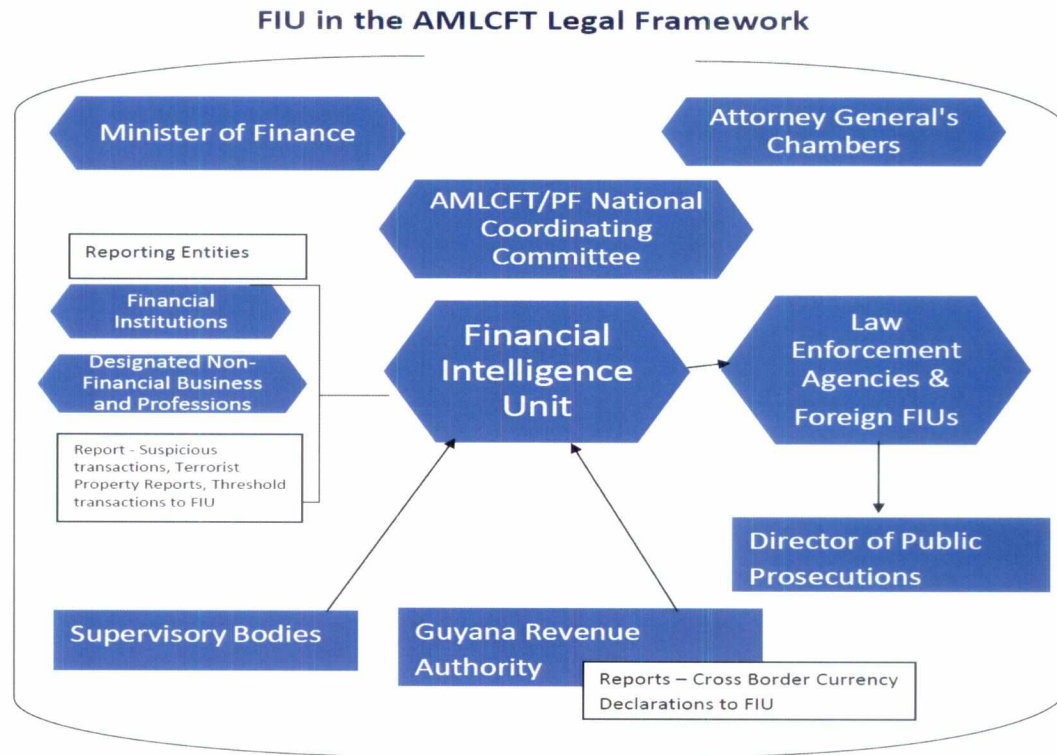 FIU in the AMLCFT Legal Framework
Minister of Finance
Attorney General's
Chambers
AMLCFT/PF National
Coordinating
Committee
Reporting Entities
Financial
Institutions
Designated Non-
Financial Business
and Professions
Report - Suspicious
transactions, Terrorist
Property Reports, Threshold
transactions to FIU
Financial
Intelligence
Unit
Law
Enforcement
Agencies &
Foreign FIUs
Director of Public
Prosecutions
Supervisory Bodies
Guyana Revenue
Authority
Reports – Cross Border Currency
Declarations to FIU